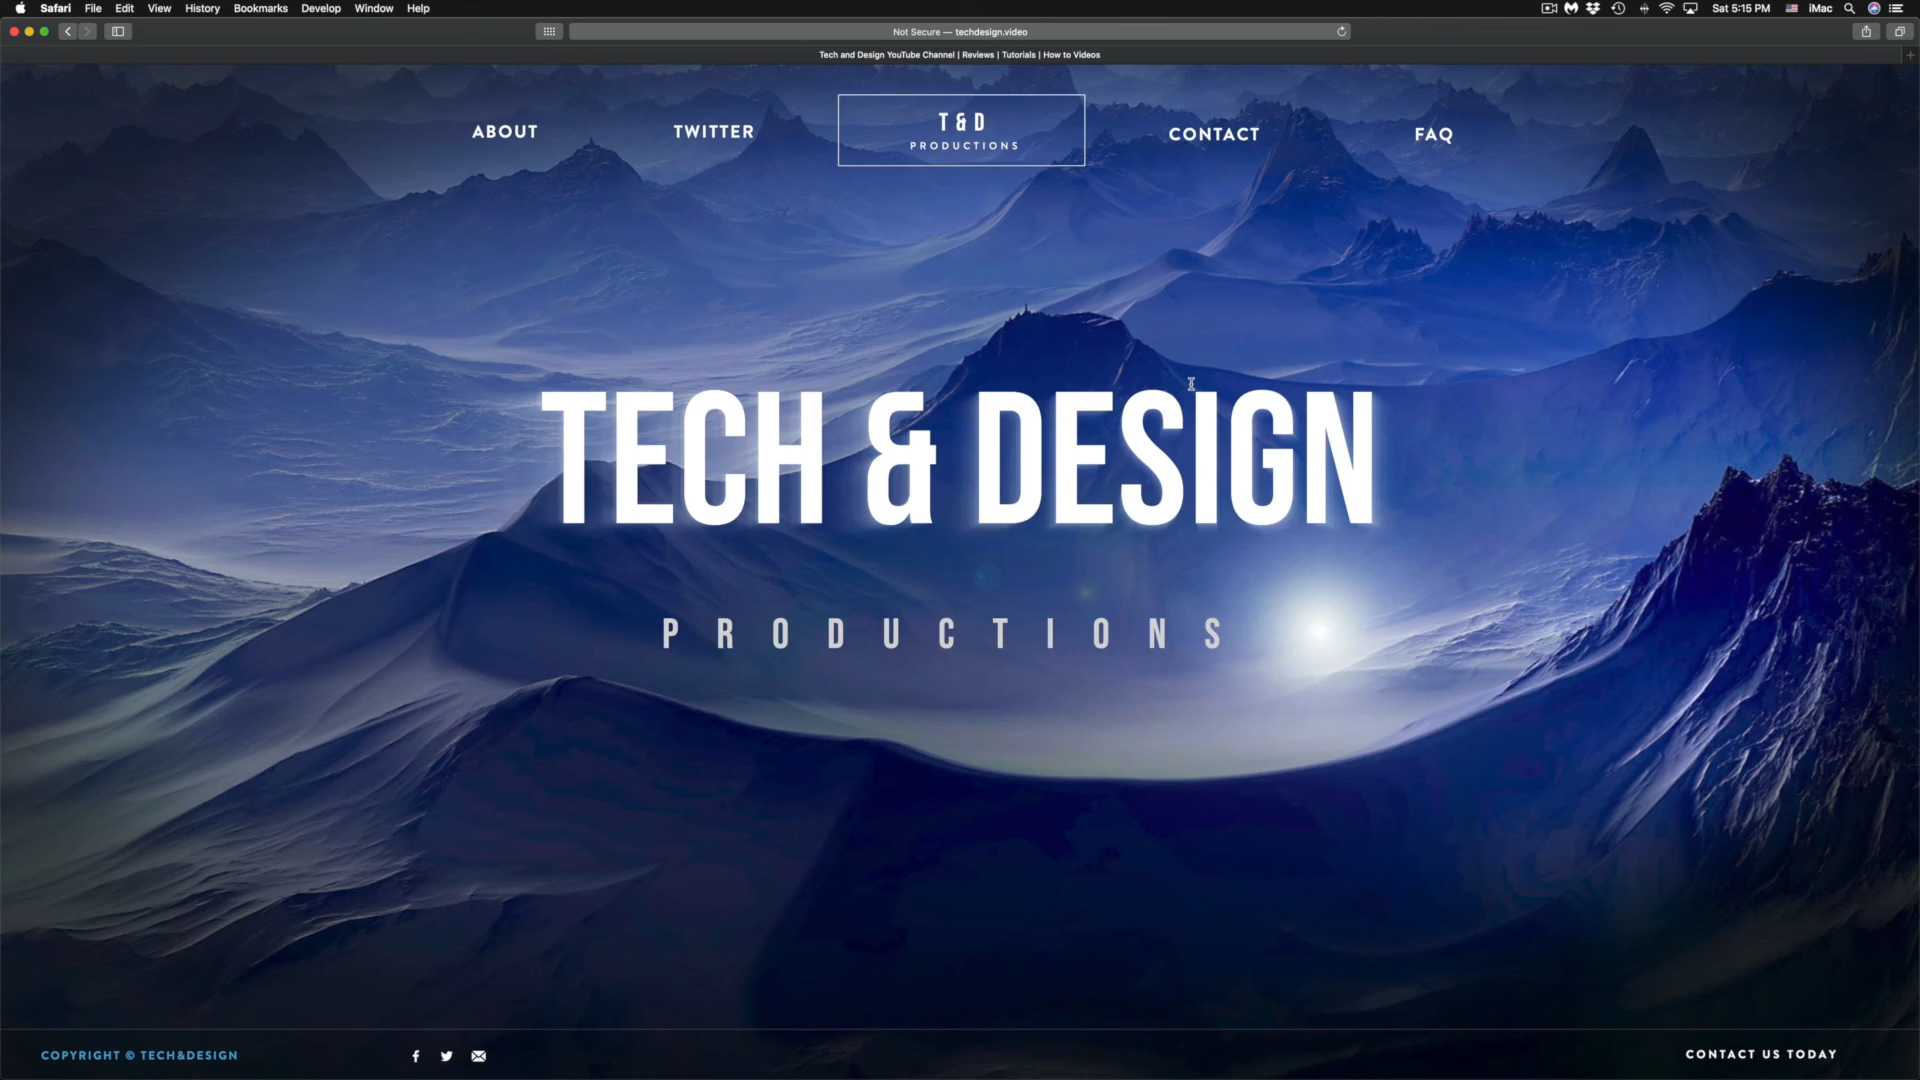 Safari File Edit View History Bookmarks Develop Window Help Sat 5:15 PM iMac
Not Secure — techdesign.video
Tech and Design YouTube Channel | Reviews | Tutorials | How to Videos
ABOUT TWITTER T&D CONTACT FAQ
PRODUCTIONS
TECH & DESIGN
PRODUCTIONS
COPYRIGHT © TECH&DESIGN CONTACT US TODAY